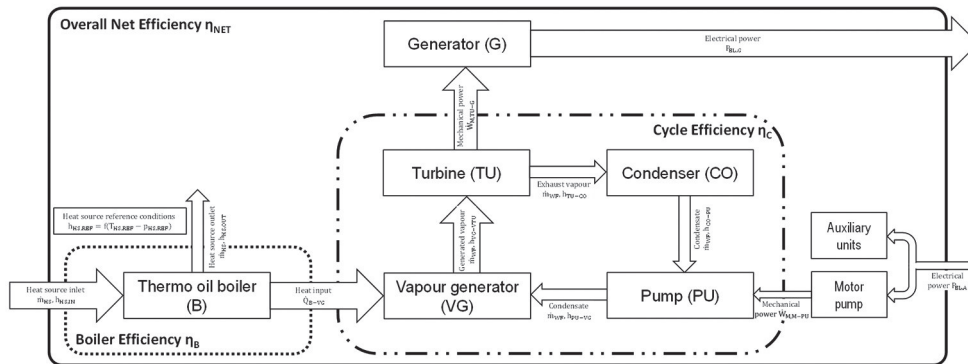 Overall Net Efficiency η_NET
Generator (G)
Electrical power
P_EL,G
Mechanical power
Ẇ_M,TU−G
Cycle Efficiency η_C
Turbine (TU)
Exhaust vapour
ṁ_WF, h_TU−CO
Condenser (CO)
Heat source reference conditions
h_HS,REF = f(T_HS,REF − p_HS,REF)
Heat source outlet
ṁ_HS, h_HS,OUT
Generated vapour
Condensate
ṁ_WF, h_CO−PU
Auxiliary
units
Heat source inlet
ṁ_HS, h_HS,IN
Thermo oil boiler
(B)
Heat input
Q̇_B−VG
Vapour generator
(VG)
Condensate
ṁ_WF, h_PU−VG
Pump (PU)
Mechanical
power Ẇ_M,M−PU
Motor
pump
Electrical
power P_EL,A
Boiler Efficiency η_B